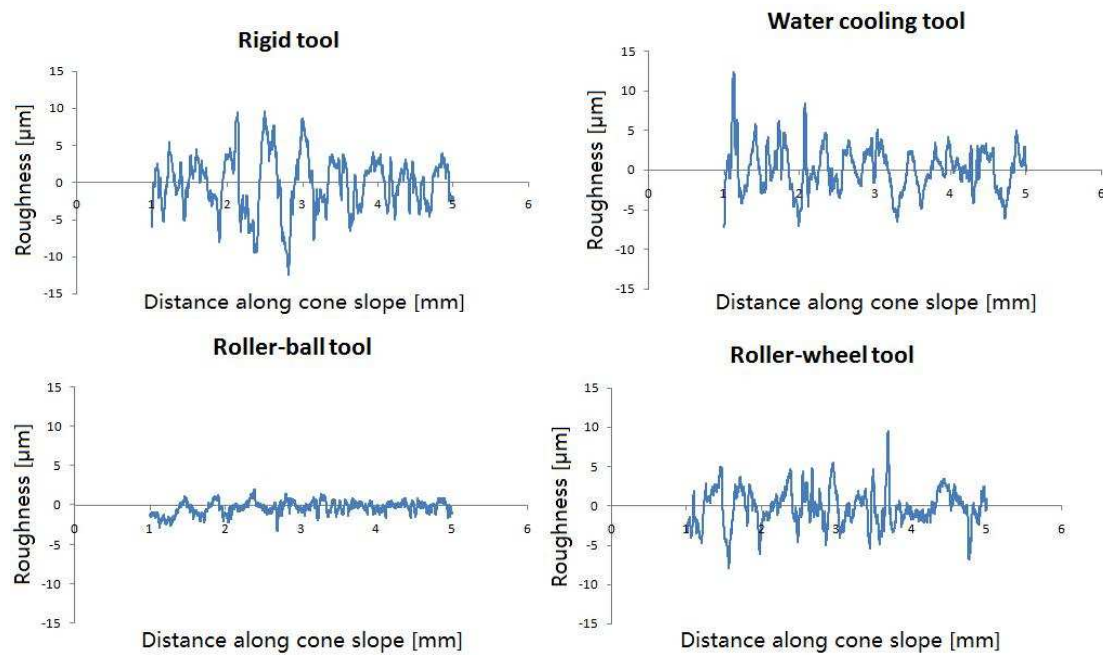 Rigid tool
15
10
5
0
-5
-10
-15
0 1 2 3 4 5 6
Roughness [µm]
Distance along cone slope [mm]
Water cooling tool
15
10
5
0
-5
-10
-15
0 1 2 3 4 5 6
Roughness [µm]
Distance along cone slope [mm]
Roller-ball tool
15
10
5
0
-5
-10
-15
0 1 2 3 4 5 6
Roughness [µm]
Distance along cone slope [mm]
Roller-wheel tool
15
10
5
0
-5
-10
-15
0 1 2 3 4 5 6
Roughness [µm]
Distance along cone slope [mm]